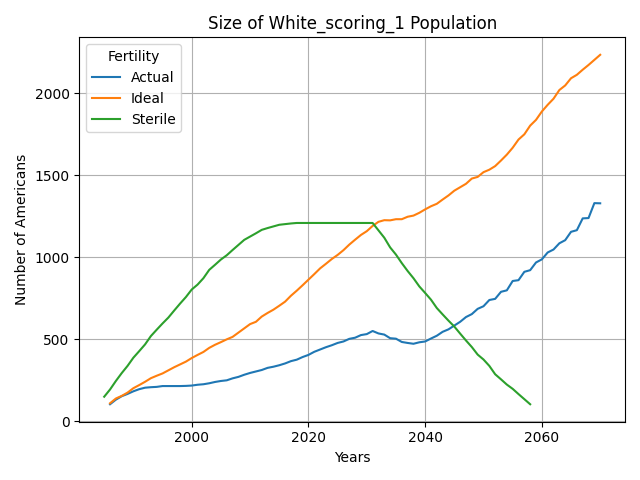 Size of White_scoring_1 Population
Fertility
Actual
Ideal
Sterile
Number of Americans
2000
1500
1000
500
0
2000 2020 2040 2060
Years